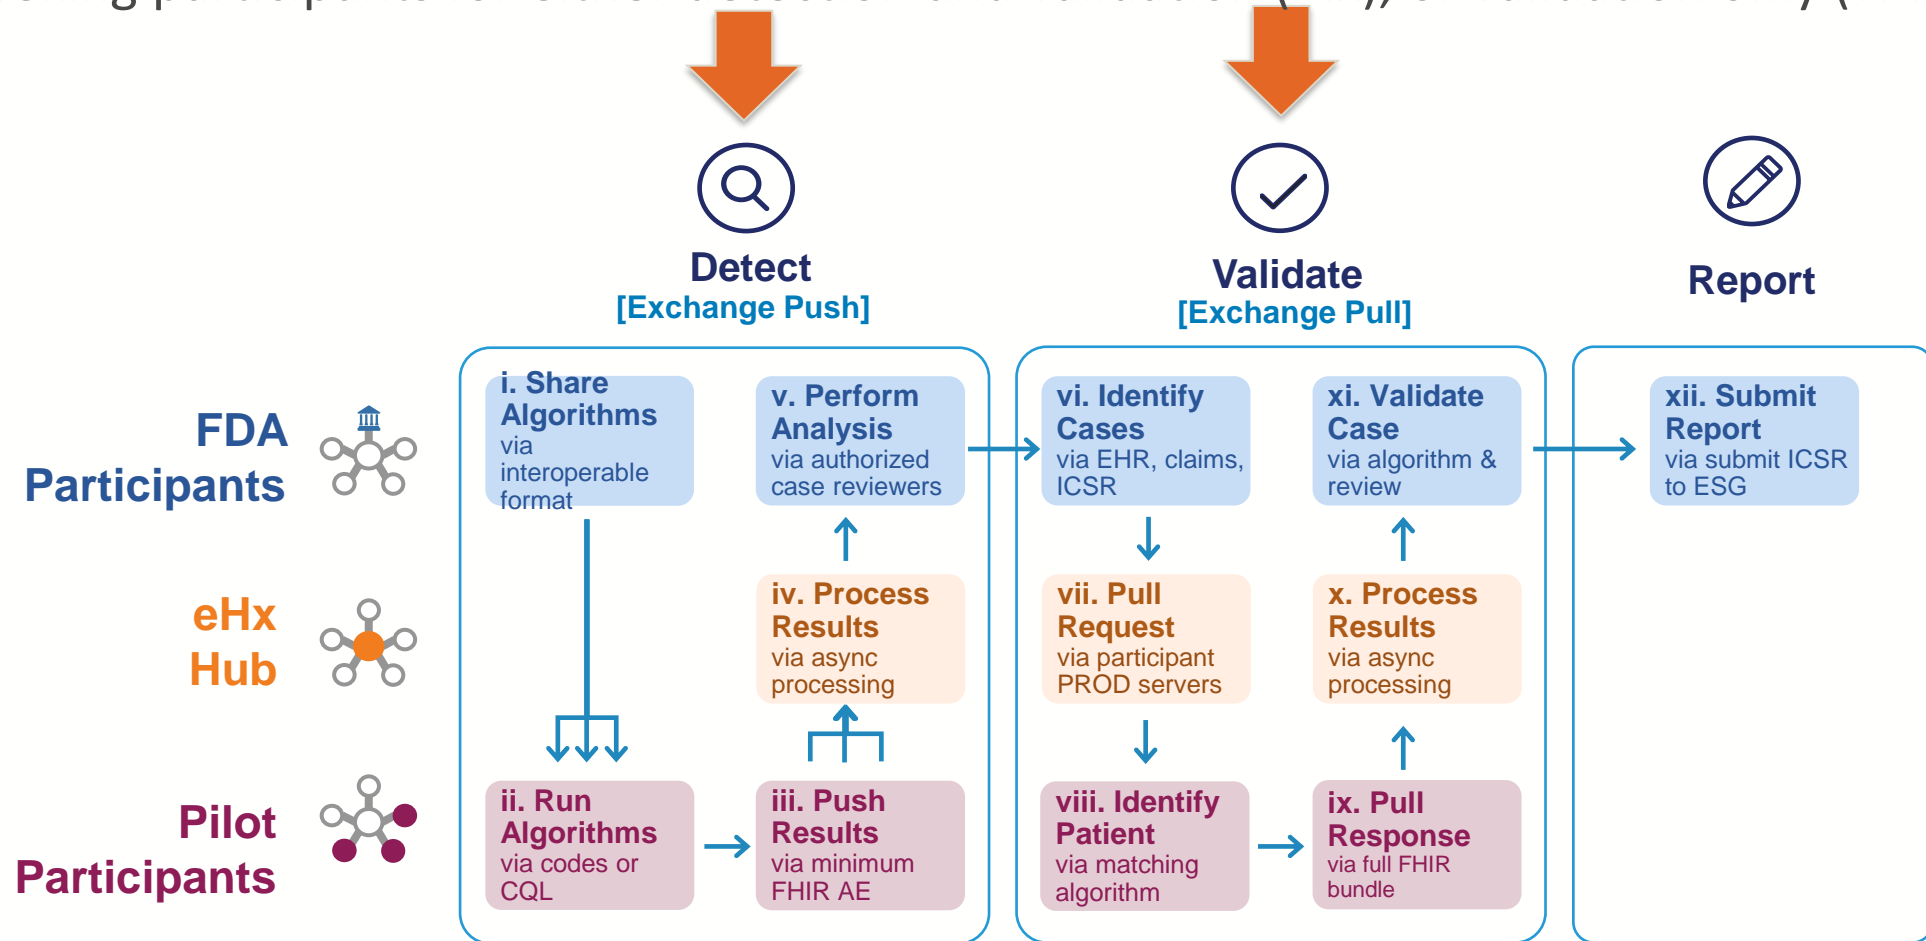 Detect
[Exchange Push]
Validate
[Exchange Pull]
Report
FDA
Participants
i. Share
Algorithms
via
interoperable
format
v. Perform
Analysis
via authorized
case reviewers
vi. Identify
Cases
via EHR, claims,
ICSR
xi. Validate
Case
via algorithm &
review
xii. Submit
Report
via submit ICSR
to ESG
eHx
Hub
iv. Process
Results
via async
processing
vii. Pull
Request
via participant
PROD servers
x. Process
Results
via async
processing
Pilot
Participants
ii. Run
Algorithms
via codes or
CQL
iii. Push
Results
via minimum
FHIR AE
viii. Identify
Patient
via matching
algorithm
ix. Pull
Response
via full FHIR
bundle